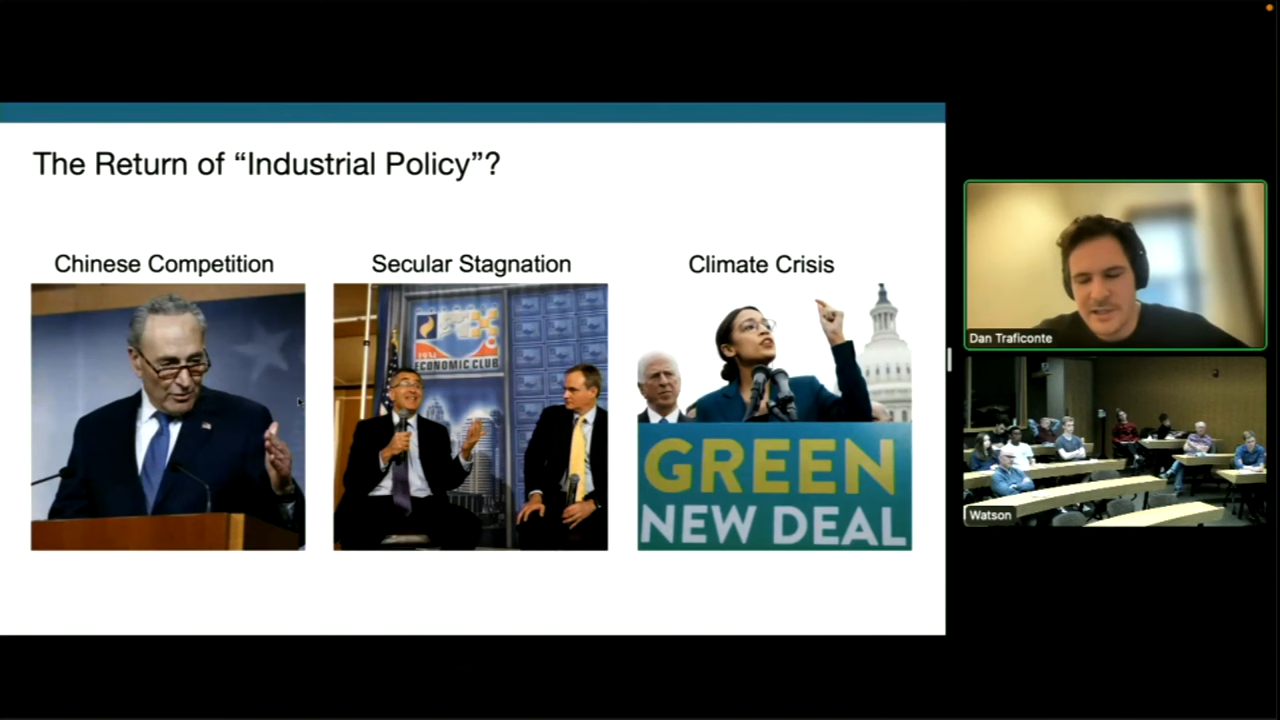 The Return of “Industrial Policy”?
Chinese Competition
Secular Stagnation
Climate Crisis
ECONOMIC CLUB
GREEN
NEW DEAL
Dan Traficonte
Watson